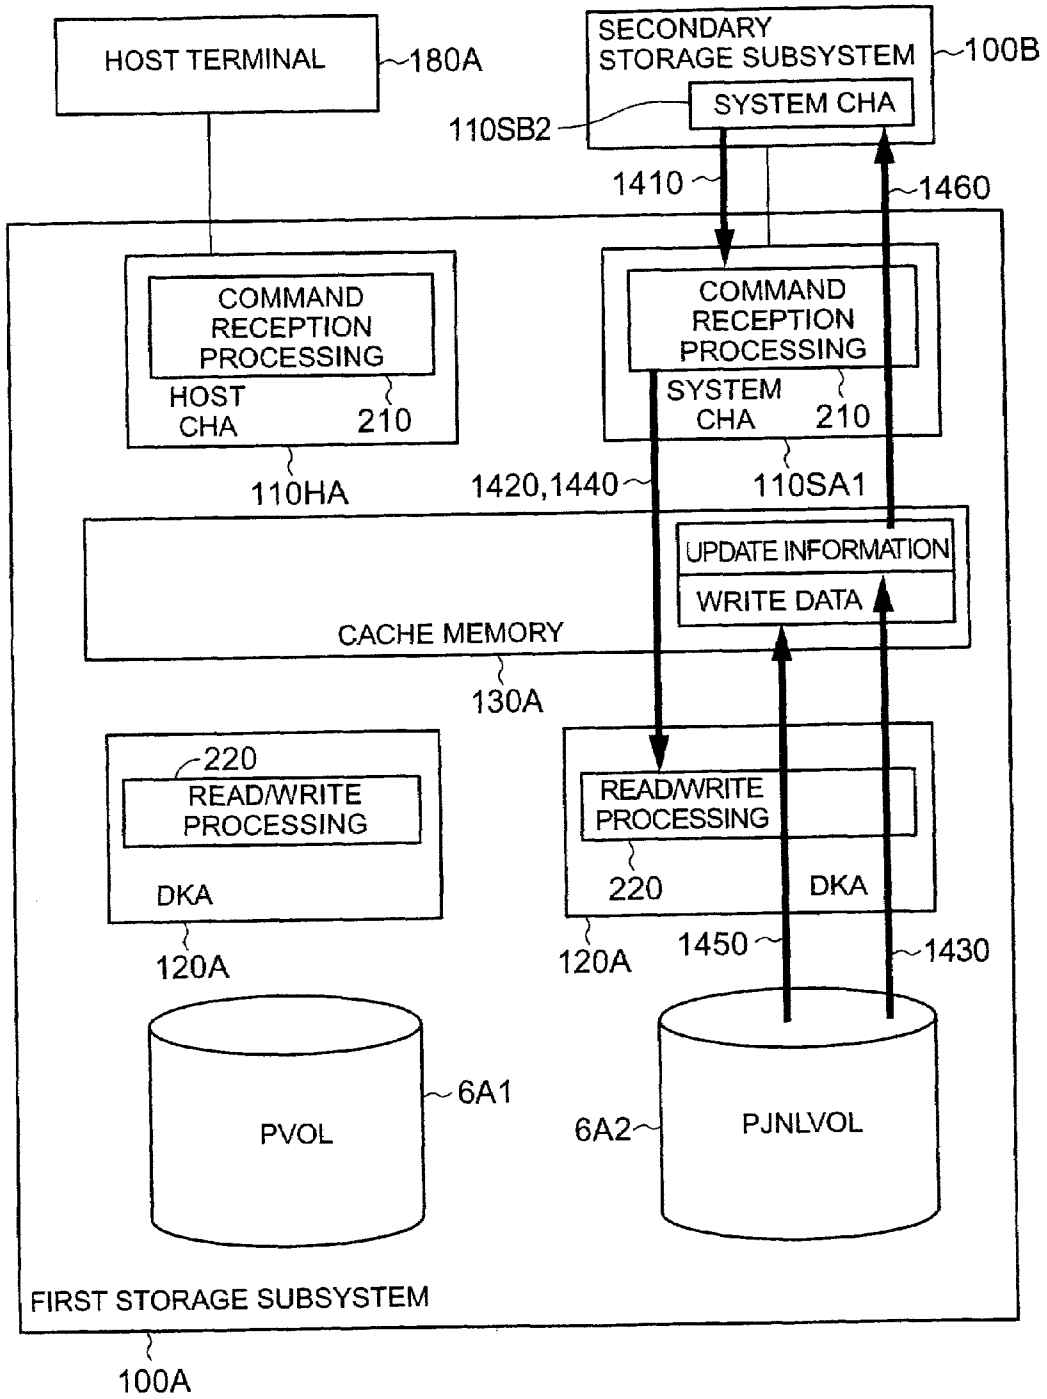 HOST TERMINAL
180A
SECONDARY
STORAGE SUBSYSTEM
100B
SYSTEM CHA
110SB2
1410
1460
COMMAND
RECEPTION
PROCESSING
HOST
CHA
210
110HA
COMMAND
RECEPTION
PROCESSING
SYSTEM
CHA
210
110SA1
1420,1440
UPDATE INFORMATION
WRITE DATA
CACHE MEMORY
130A
220
READ/WRITE
PROCESSING
DKA
120A
READ/WRITE
PROCESSING
220
DKA
120A
1450
1430
PVOL
6A1
6A2
PJNLVOL
FIRST STORAGE SUBSYSTEM
100A